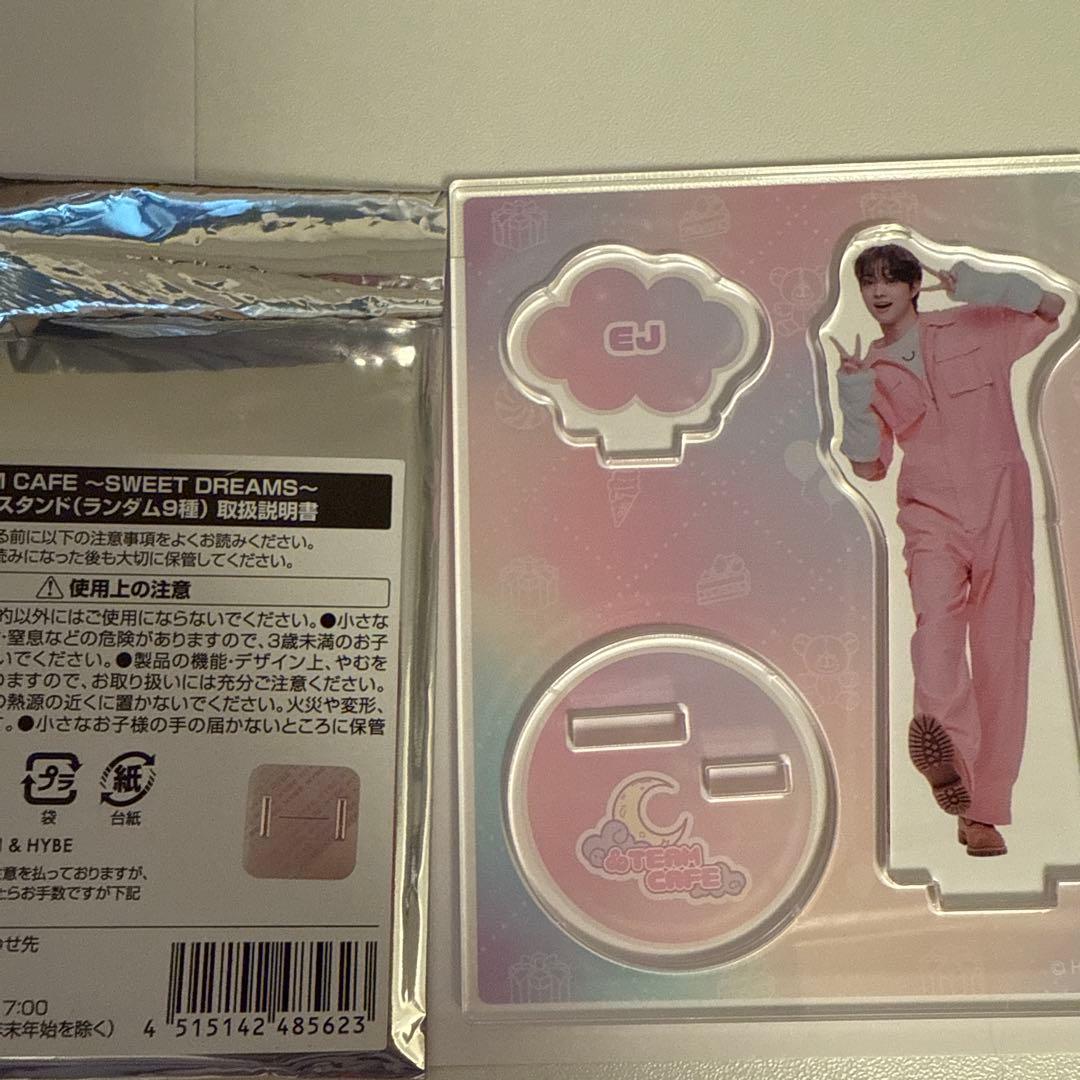 M CAFE ～SWEET DREAMS～
スタンド(ランダム9種) 取扱説明書
る前に以下の注意事項をよくお読みください。
読みになった後も大切に保管してください。
使用上の注意
的以外にはご使用にならないでください。●小さな
・窒息などの危険がありますので、3歳未満のお子
いでください。●製品の機能・デザイン上、やむを
りますので、お取り扱いには充分ご注意ください。
の熱源の近くに置かないでください。火災や変形、
す。●小さなお子様の手の届かないところに保管
プラ 紙
袋 台紙
& HYBE
注意を払っておりますが、
たらお手数ですが下記
わせ先
7:00
年末年始を除く)
4 515142 485623
EJ
&TEAM
CAFE
©H